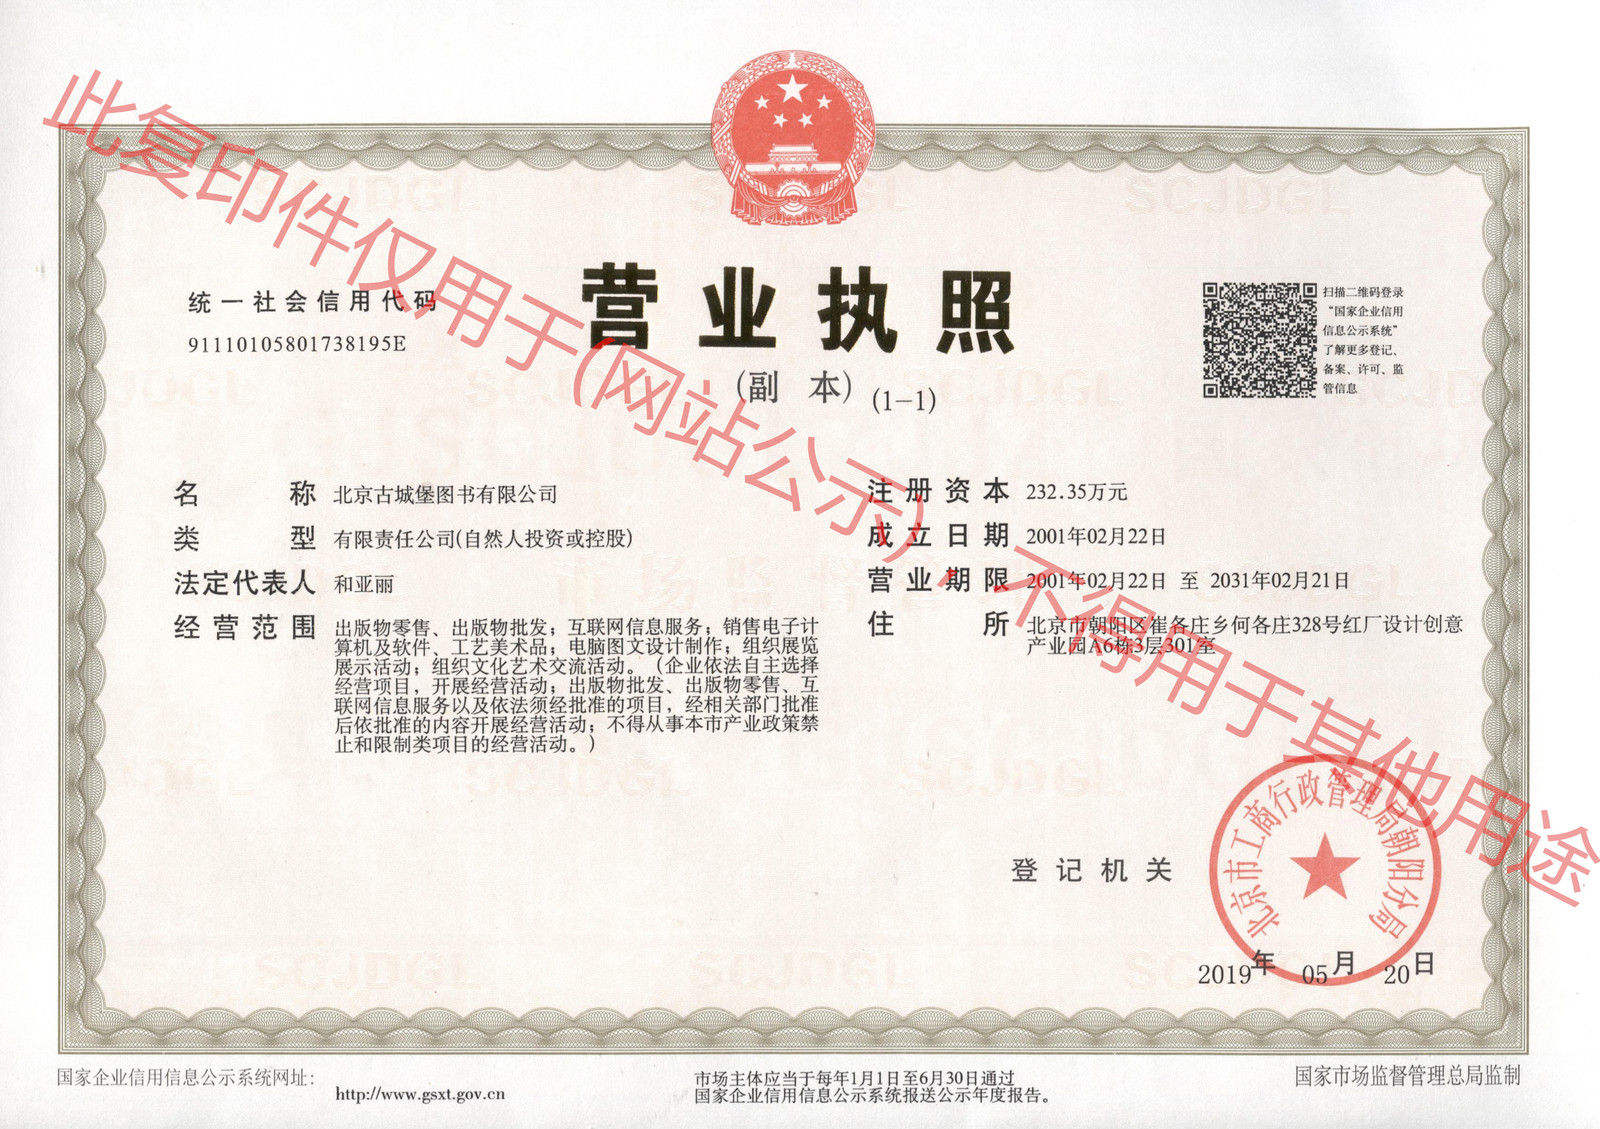 此复印件仅用于(网站公示)，不得用于其他用途
营业执照
(副 本) (1-1)
统一社会信用代码
91110105801738195E
扫描二维码登录
“国家企业信用
信息公示系统”
了解更多登记、
备案、许可、监
管信息
名 称 北京古城堡图书有限公司
类 型 有限责任公司(自然人投资或控股)
法定代表人 和亚丽
经营范围 出版物零售、出版物批发；互联网信息服务；销售电子计
算机及软件、工艺美术品；电脑图文设计制作；组织展览
展示活动；组织文化艺术交流活动。（企业依法自主选择
经营项目，开展经营活动；出版物批发、出版物零售、互
联网信息服务以及依法须经批准的项目，经相关部门批准
后依批准的内容开展经营活动；不得从事本市产业政策禁
止和限制类项目的经营活动。）
注册资本 232.35万元
成立日期 2001年02月22日
营业期限 2001年02月22日 至 2031年02月21日
住 所 北京市朝阳区崔各庄乡何各庄328号红厂设计创意
产业园A6栋3层301室
登记机关
北京市工商行政管理局朝阳分局
2019年 05月 20日
国家企业信用信息公示系统网址：
http://www.gsxt.gov.cn
市场主体应当于每年1月1日至6月30日通过
国家企业信用信息公示系统报送公示年度报告。
国家市场监督管理总局监制